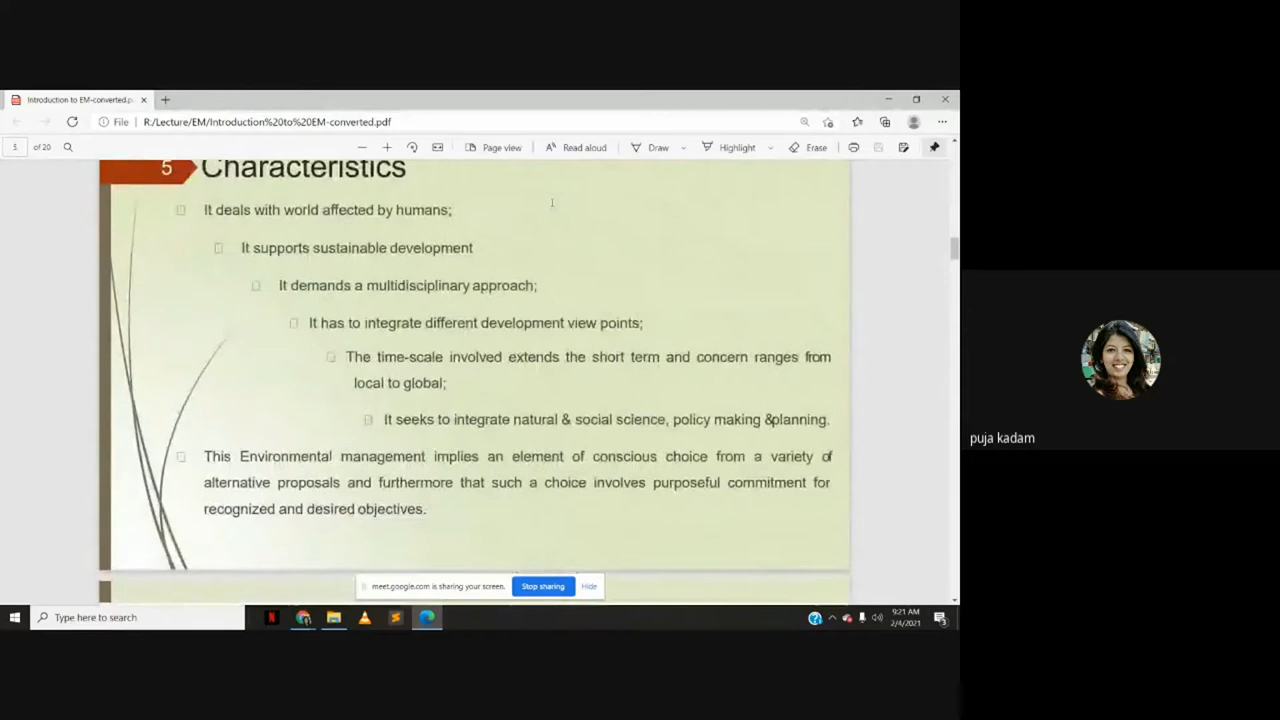 Introduction to EM-converted.p
File R:/Lecture/EM/Introduction%20to%20EM-converted.pdf
5 of 20 Page view Read aloud Draw Highlight Erase
5 Characteristics
It deals with world affected by humans;
It supports sustainable development
It demands a multidisciplinary approach;
It has to integrate different development view points;
The time-scale involved extends the short term and concern ranges from
local to global;
It seeks to integrate natural & social science, policy making &planning.
This Environmental management implies an element of conscious choice from a variety of
alternative proposals and furthermore that such a choice involves purposeful commitment for
recognized and desired objectives.
puja kadam
meet.google.com is sharing your screen. Stop sharing Hide
Type here to search
9:21 AM
2/4/2021
3